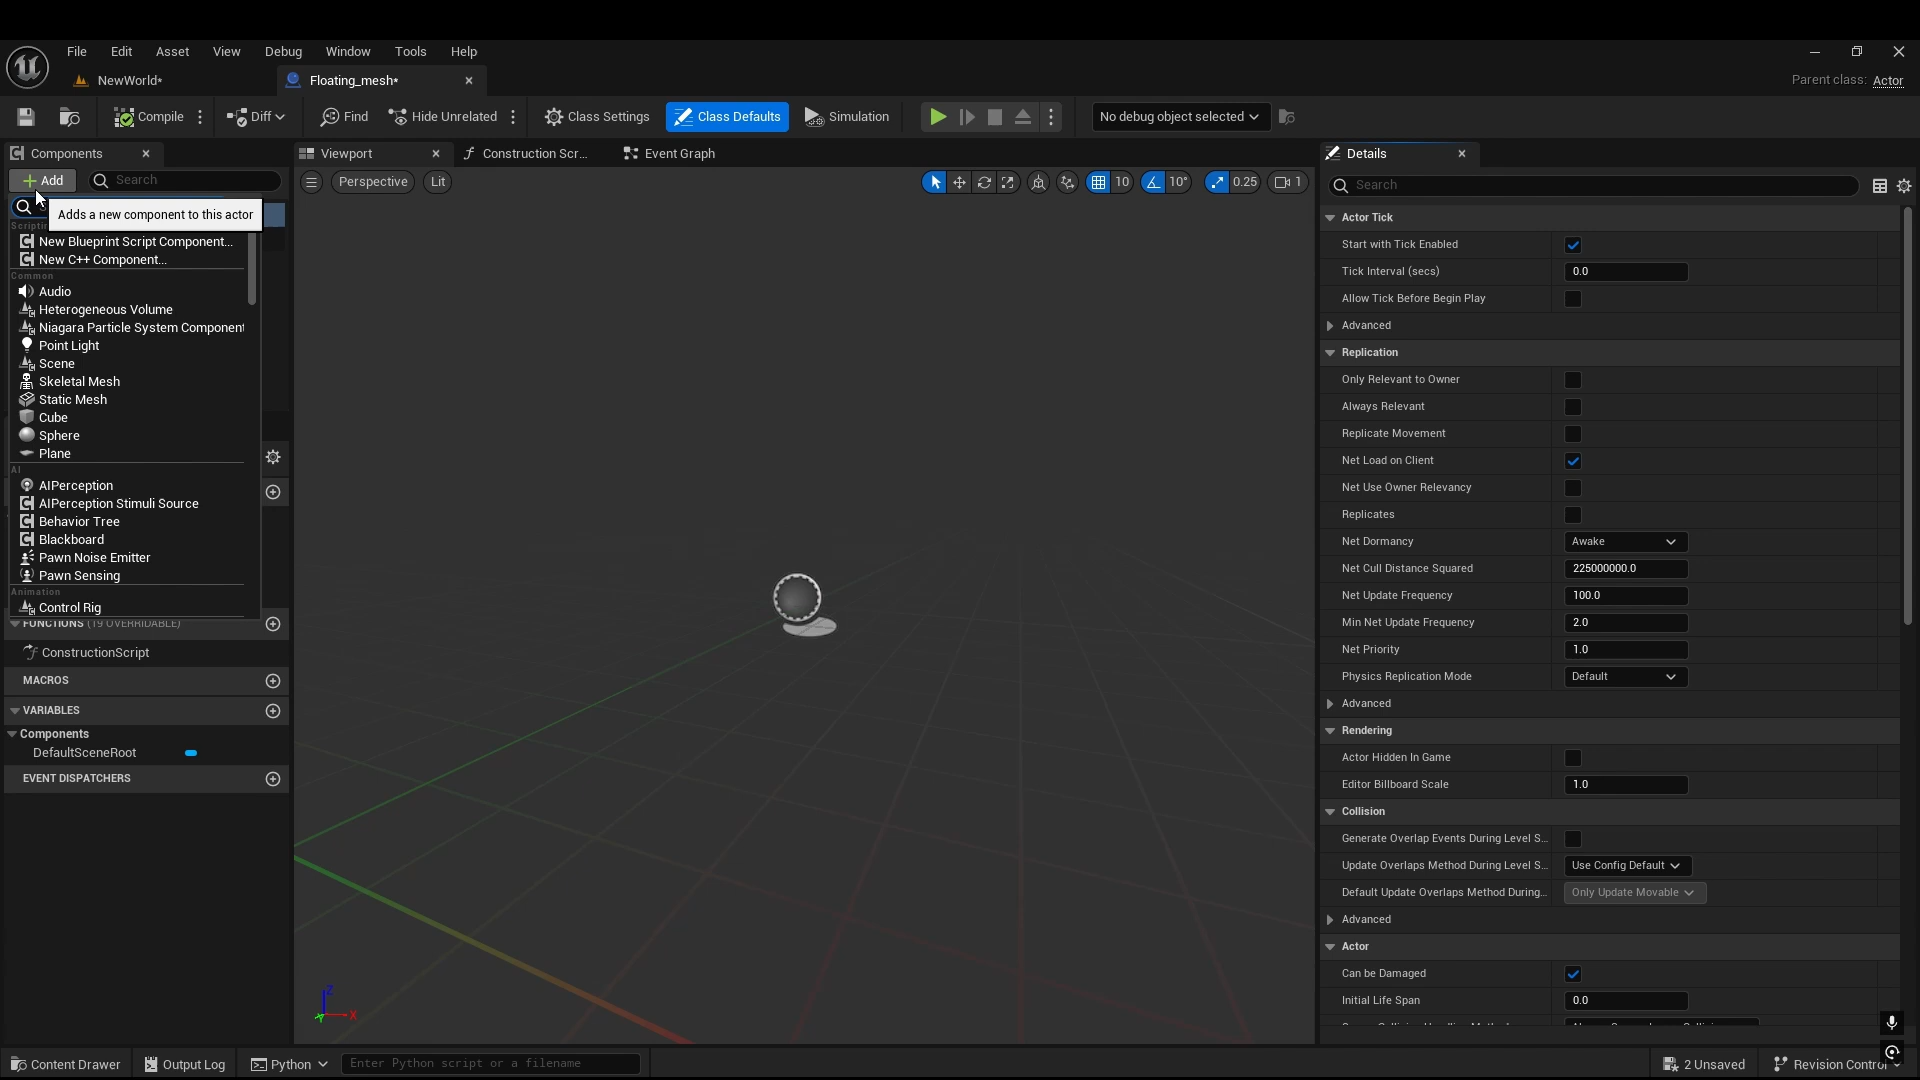 File Edit Asset View Debug Window Tools Help
NewWorld* Floating_mesh* Parent class: Actor
Compile Diff Find Hide Unrelated Class Settings Class Defaults Simulation No debug object selected
Components Viewport Construction Scr... Event Graph Details
Add Search
Perspective Lit 10 10° 0.25 1
Search
Adds a new component to this actor
New Blueprint Script Component...
New C++ Component...
Common
Audio
Heterogeneous Volume
Niagara Particle System Component
Point Light
Scene
Skeletal Mesh
Static Mesh
Cube
Sphere
Plane
AI
AIPerception
AIPerception Stimuli Source
Behavior Tree
Blackboard
Pawn Noise Emitter
Pawn Sensing
Animation
Control Rig
FUNCTIONS (19 OVERRIDABLE)
ConstructionScript
MACROS
VARIABLES
Components
DefaultSceneRoot
EVENT DISPATCHERS
Z
X
Y
Actor Tick
Start with Tick Enabled
Tick Interval (secs) 0.0
Allow Tick Before Begin Play
Advanced
Replication
Only Relevant to Owner
Always Relevant
Replicate Movement
Net Load on Client
Net Use Owner Relevancy
Replicates
Net Dormancy Awake
Net Cull Distance Squared 225000000.0
Net Update Frequency 100.0
Min Net Update Frequency 2.0
Net Priority 1.0
Physics Replication Mode Default
Advanced
Rendering
Actor Hidden In Game
Editor Billboard Scale 1.0
Collision
Generate Overlap Events During Level S...
Update Overlaps Method During Level S... Use Config Default
Default Update Overlaps Method During... Only Update Movable
Advanced
Actor
Can be Damaged
Initial Life Span 0.0
Content Drawer Output Log Python Enter Python script or a filename 2 Unsaved Revision Control